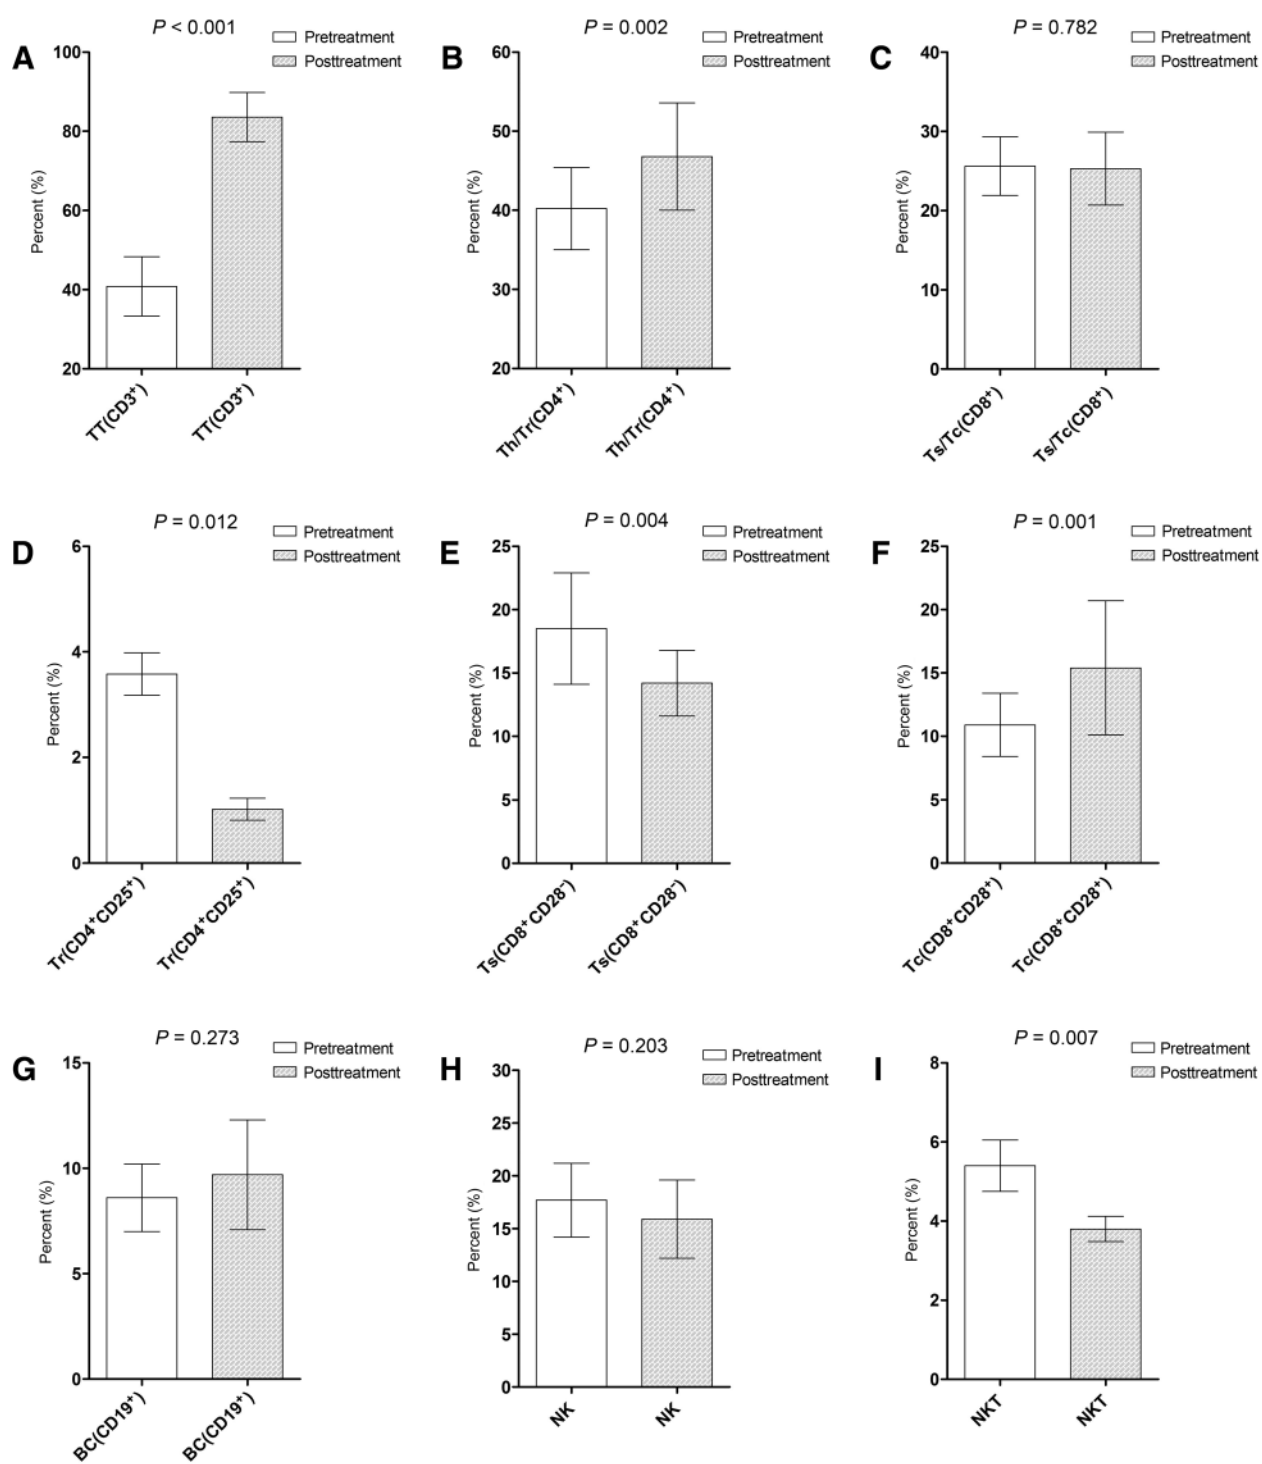 A
P < 0.001
Pretreatment
Posttreatment
Percent (%)
100
80
60
40
20
TT(CD3+)
TT(CD3+)
B
P = 0.002
Pretreatment
Posttreatment
Percent (%)
60
50
40
30
20
Th/Tr(CD4+)
Th/Tr(CD4+)
C
P = 0.782
Pretreatment
Posttreatment
Percent (%)
40
30
20
10
0
Ts/Tc(CD8+)
Ts/Tc(CD8+)
D
P = 0.012
Pretreatment
Posttreatment
Percent (%)
6
4
2
0
Tr(CD4+CD25+)
Tr(CD4+CD25+)
E
P = 0.004
Pretreatment
Posttreatment
Percent (%)
25
20
15
10
5
0
Ts(CD8+CD28-)
Ts(CD8+CD28-)
F
P = 0.001
Pretreatment
Posttreatment
Percent (%)
25
20
15
10
5
0
Tc(CD8+CD28+)
Tc(CD8+CD28+)
G
P = 0.273
Pretreatment
Posttreatment
Percent (%)
15
10
5
0
BC(CD19+)
BC(CD19+)
H
P = 0.203
Pretreatment
Posttreatment
Percent (%)
30
25
20
15
10
5
0
NK
NK
I
P = 0.007
Pretreatment
Posttreatment
Percent (%)
8
6
4
2
0
NKT
NKT